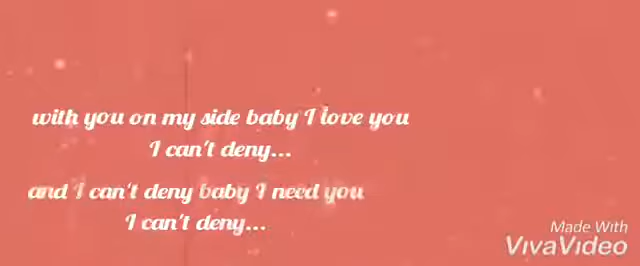 with you on my side baby I love you
I can't deny...
and I can't deny baby I need you
I can't deny...
Made With
VivaVideo